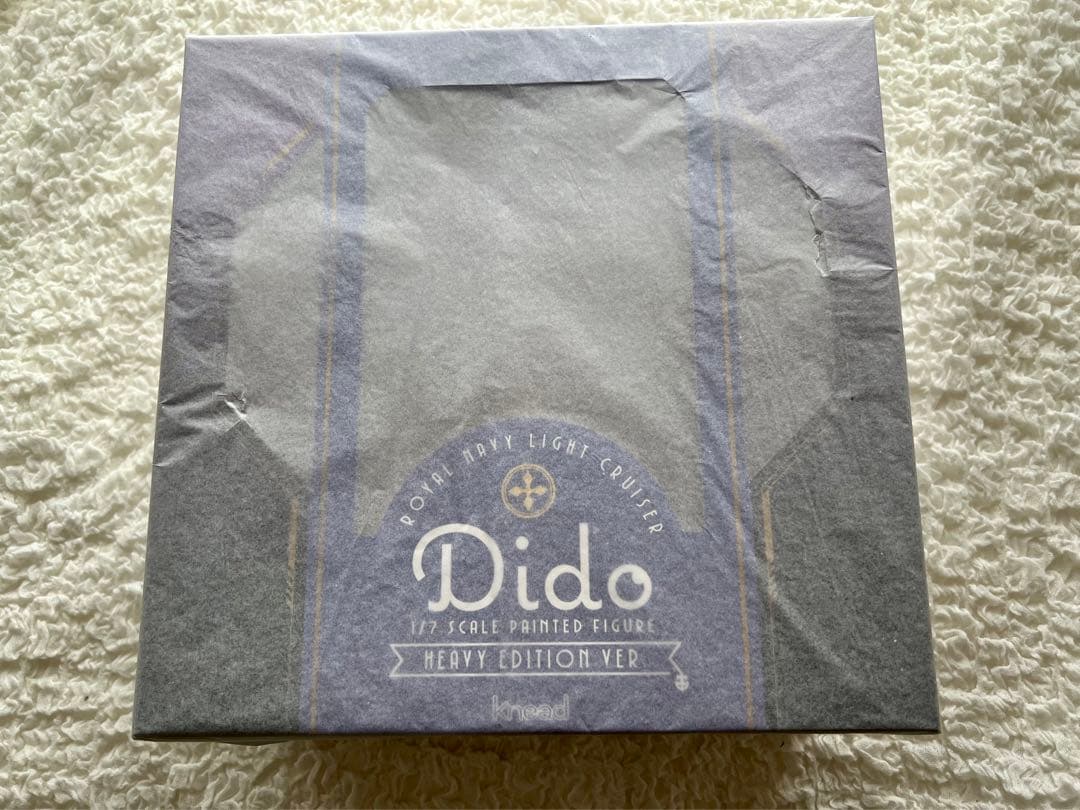 ROYAL NAVY LIGHT CRUISER
Dido
1/7 SCALE PAINTED FIGURE
HEAVY EDITION VER
knead